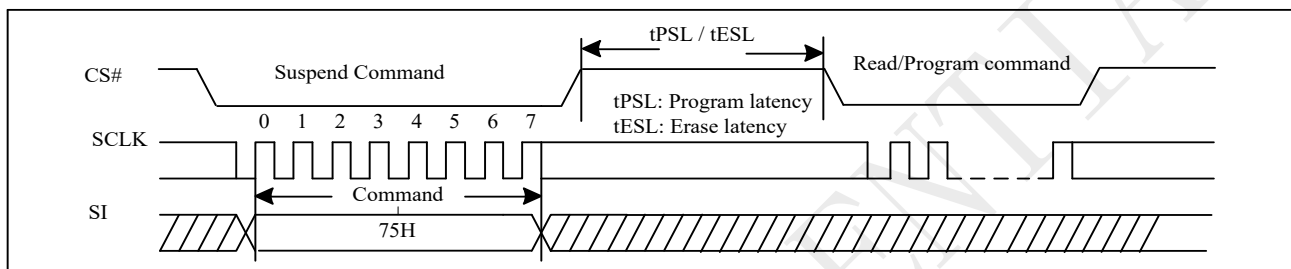 tPSL / tESL
CS#
Suspend Command
Read/Program command
tPSL: Program latency
tESL: Erase latency
0 1 2 3 4 5 6 7
SCLK
Command
SI
75H